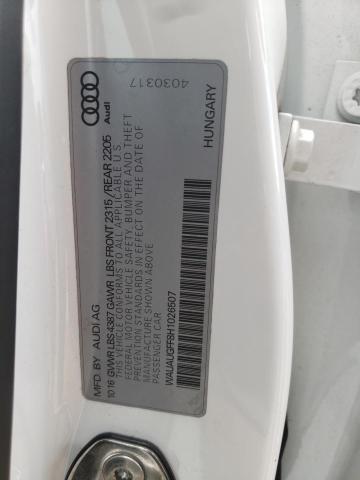 MFD. BY AUDI AG
10 16 GVWR LBS 4387 GAWR LBS FRONT 2315 / REAR 2205
THIS VEHICLE CONFORMS TO ALL APPLICABLE U.S.
FEDERAL MOTOR VEHICLE SAFETY, BUMPER, AND THEFT
PREVENTION STANDARDS IN EFFECT ON THE DATE OF
MANUFACTURE SHOWN ABOVE.
PASSENGER CAR
WAUAUGFF8H1026507
HUNGARY
Audi
4030317